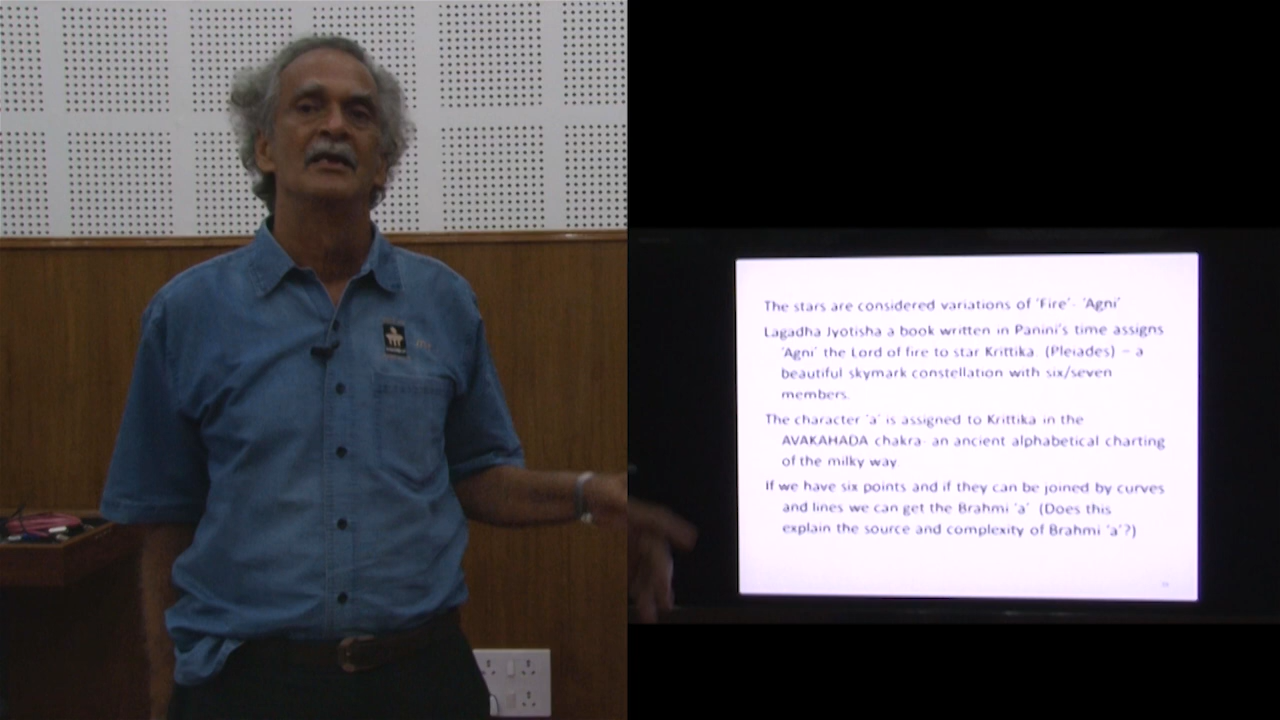 The stars are considered variations of 'Fire'- 'Agni'
Lagadha Jyotisha a book written in Panini's time assigns
'Agni' the Lord of fire to star Krittika. (Pleiades) – a
beautiful skymark constellation with six/seven
members.
The character 'a' is assigned to Krittika in the
AVAKAHADA chakra- an ancient alphabetical charting
of the milky way.
If we have six points and if they can be joined by curves
and lines we can get the Brahmi 'a' (Does this
explain the source and complexity of Brahmi 'a'?)